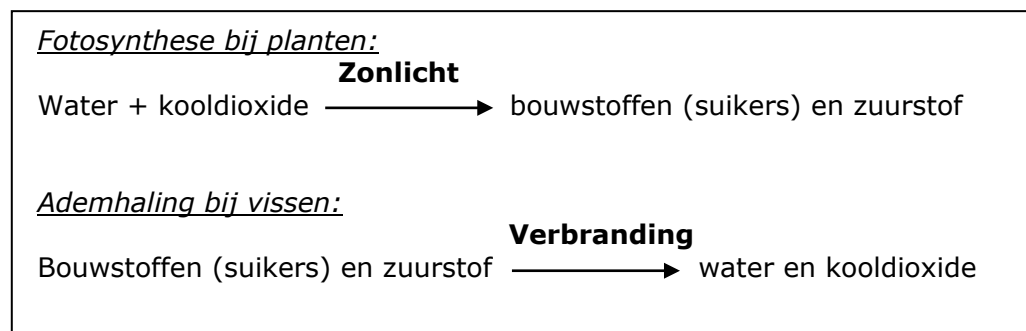 Fotosynthese bij planten:
Zonlicht
Water + kooldioxide bouwstoffen (suikers) en zuurstof
Ademhaling bij vissen:
Verbranding
Bouwstoffen (suikers) en zuurstof water en kooldioxide